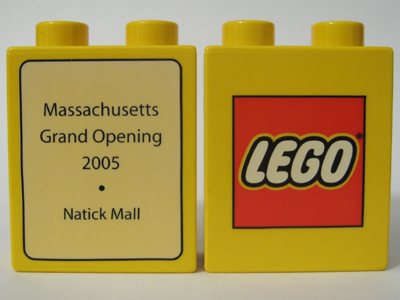 Massachusetts
Grand Opening
2005
•
Natick Mall
LEGO